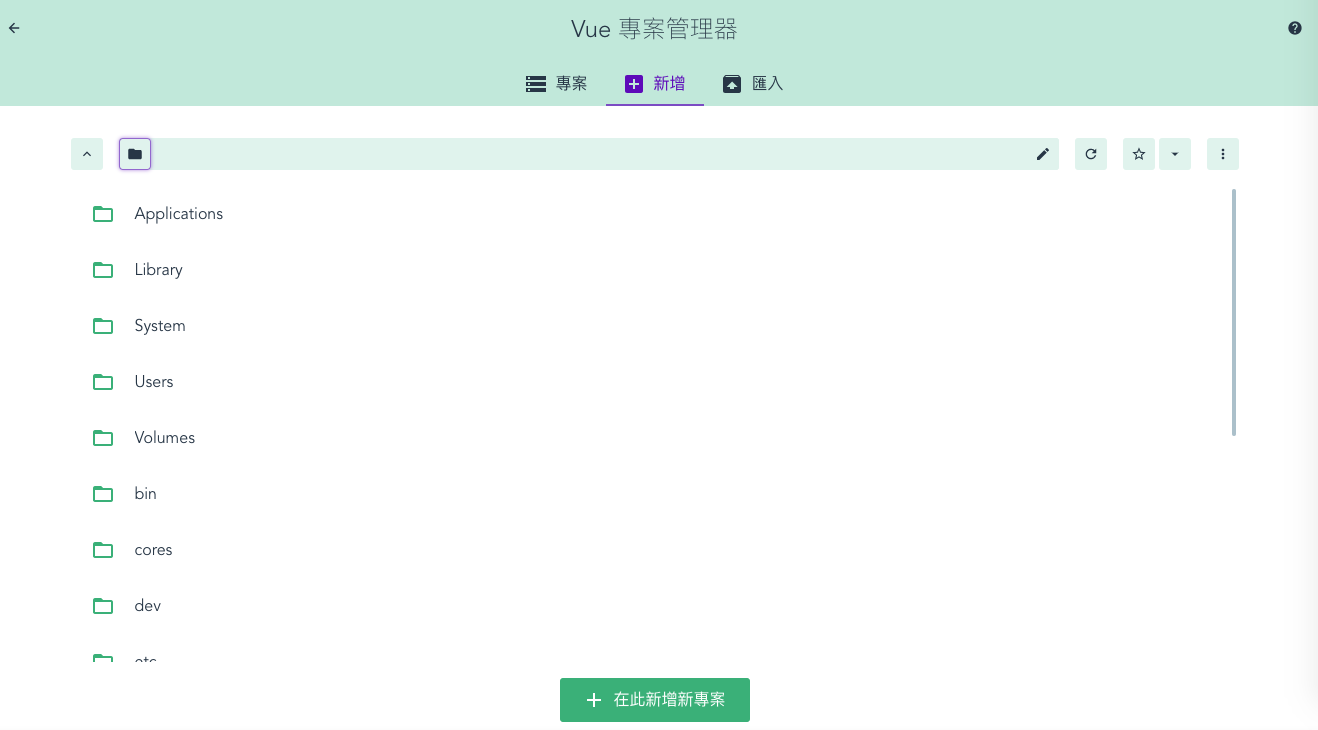 Vue 專案管理器
專案
新增
匯入
Applications
Library
System
Users
Volumes
bin
cores
dev
etc
在此新增新專案